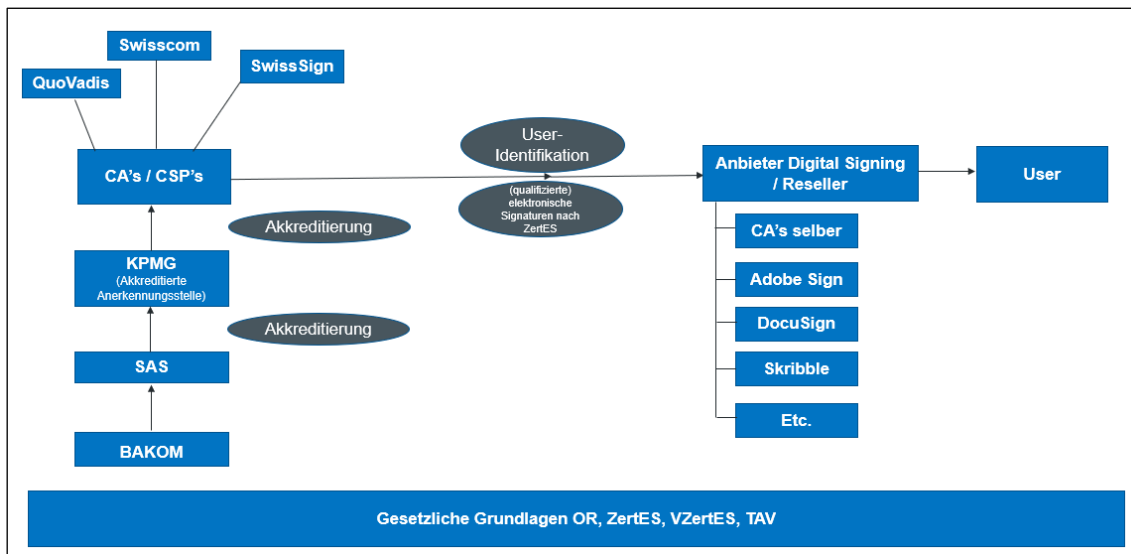 Swisscom
QuoVadis
SwissSign
CA's / CSP's
User-
Identifikation
(qualifizierte)
elektronische
Signaturen nach
ZertES
Anbieter Digital Signing
/ Reseller
User
Akkreditierung
KPMG
(Akkreditierte
Anerkennungsstelle)
Akkreditierung
SAS
BAKOM
CA's selber
Adobe Sign
DocuSign
Skribble
Etc.
Gesetzliche Grundlagen OR, ZertES, VZertES, TAV